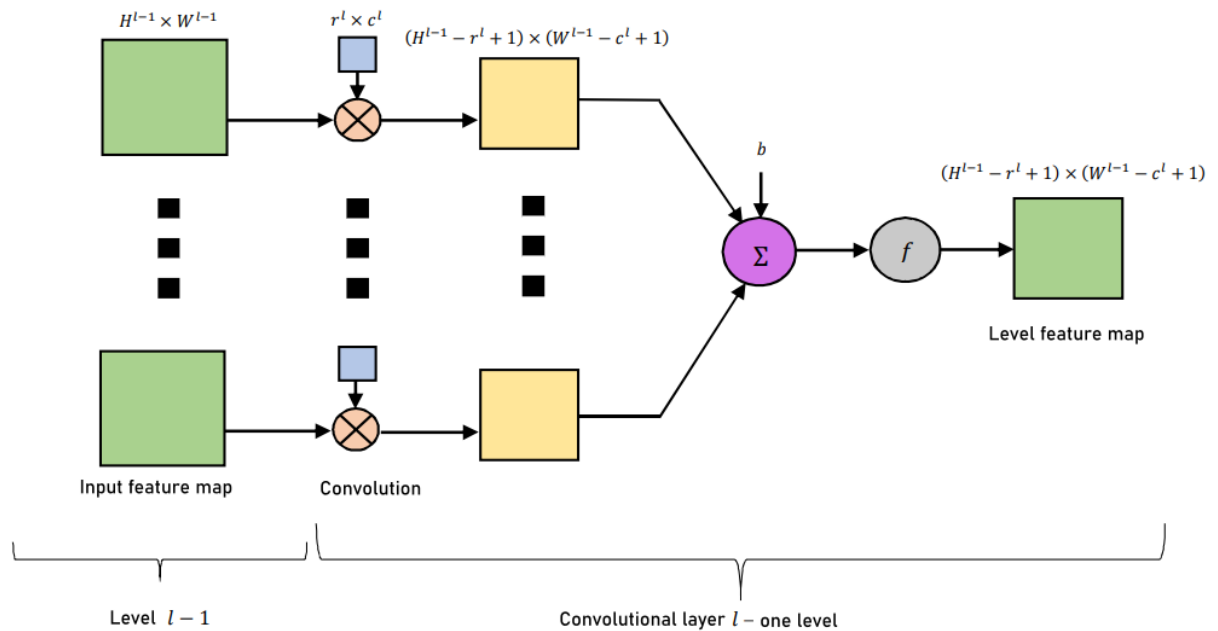 H^{l-1} × W^{l-1}
r^l × c^l
(H^{l-1} − r^l + 1) × (W^{l-1} − c^l + 1)
b
(H^{l-1} − r^l + 1) × (W^{l-1} − c^l + 1)
Σ
f
Level feature map
Input feature map
Convolution
Level l − 1
Convolutional layer l – one level